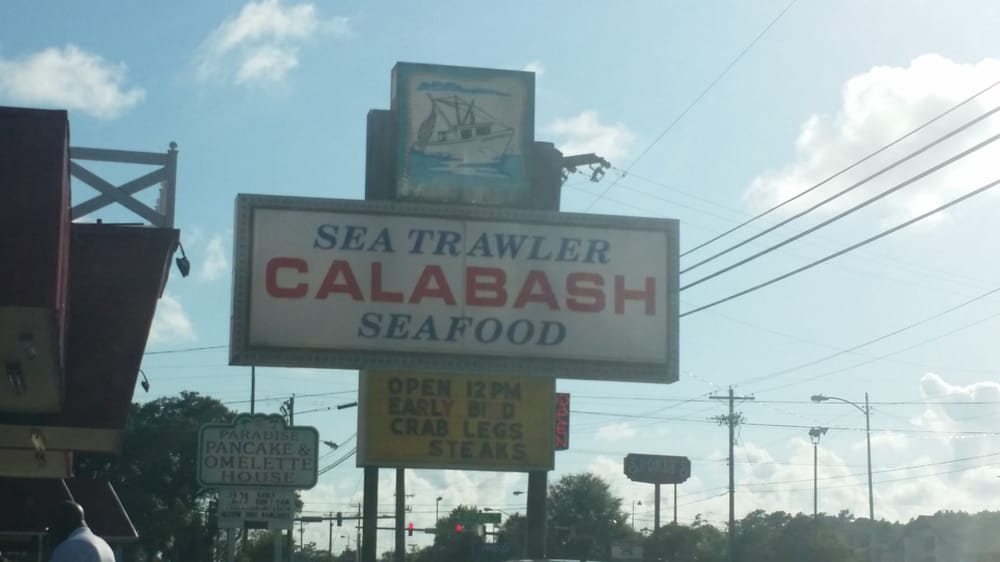 SEA TRAWLER
CALABASH
SEAFOOD
OPEN 12 PM
EARLY BI D
CRAB LEGS
STEAKS
PARADISE
PANCAKE &
OMELETTE
HOUSE